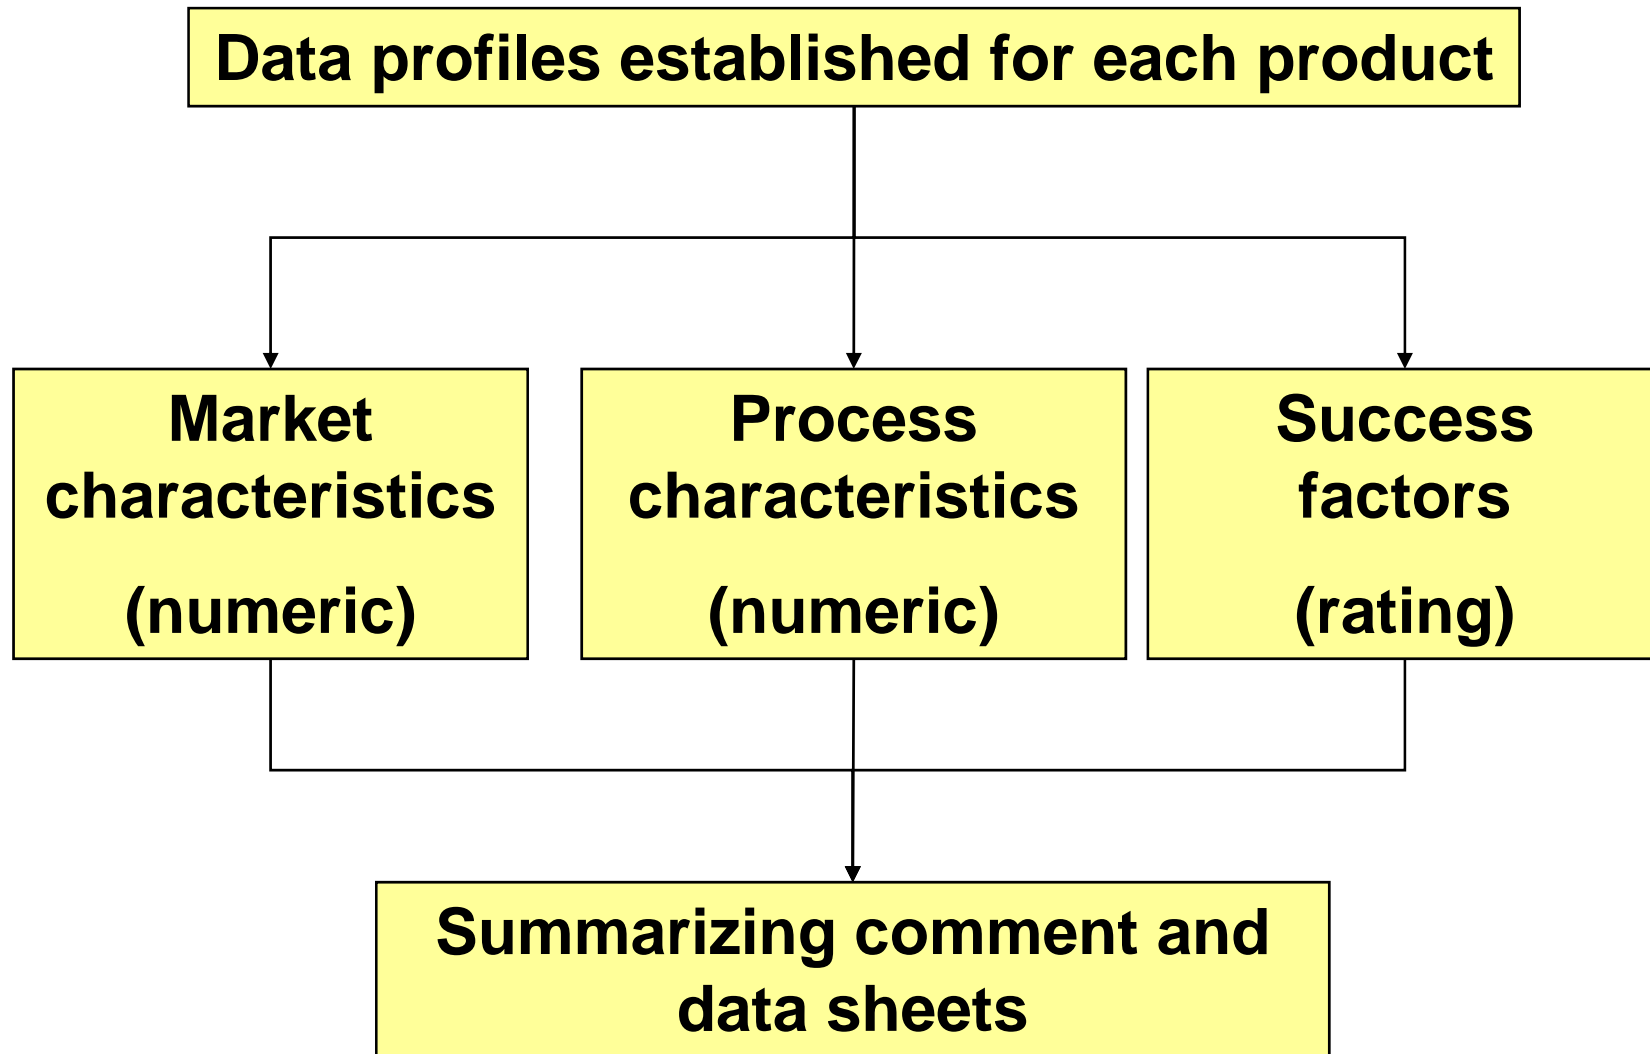 Data profiles established for each product
Market
characteristics
(numeric)
Process
characteristics
(numeric)
Success
factors
(rating)
Summarizing comment and
data sheets